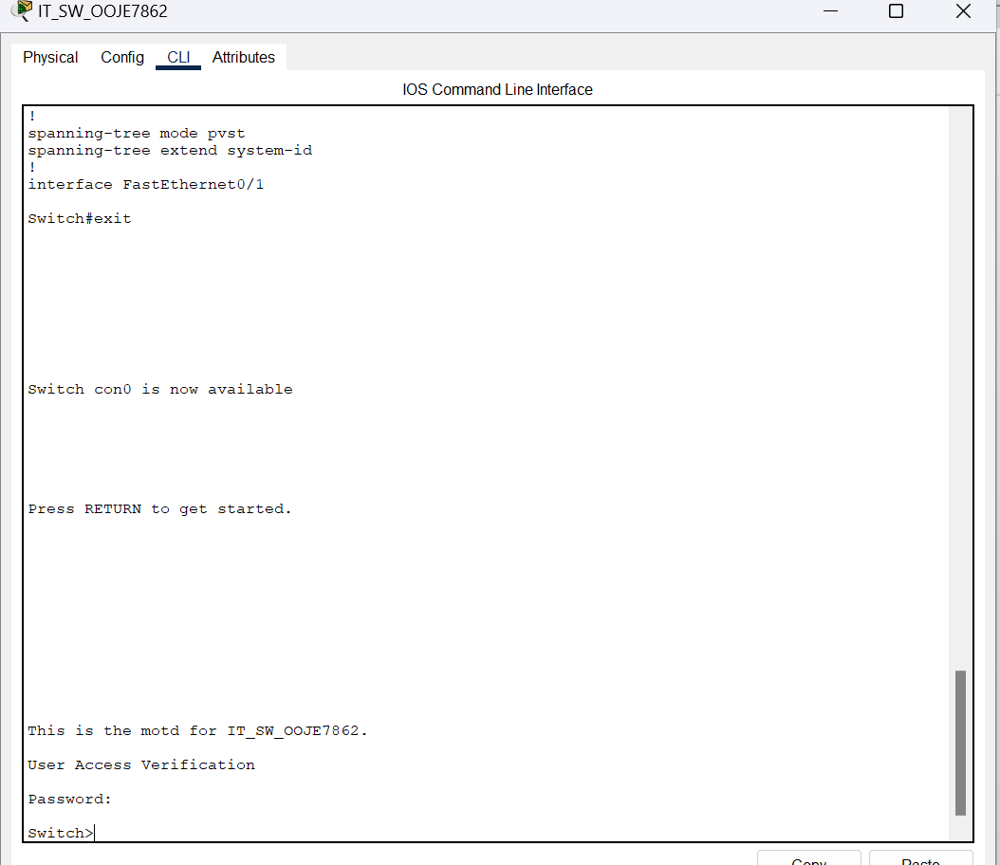 IT_SW_OOJE7862
Physical Config CLI Attributes
IOS Command Line Interface
!
spanning-tree mode pvst
spanning-tree extend system-id
!
interface FastEthernet0/1
Switch#exit
Switch con0 is now available
Press RETURN to get started.
This is the motd for IT_SW_OOJE7862.
User Access Verification
Password:
Switch>
Copy Paste